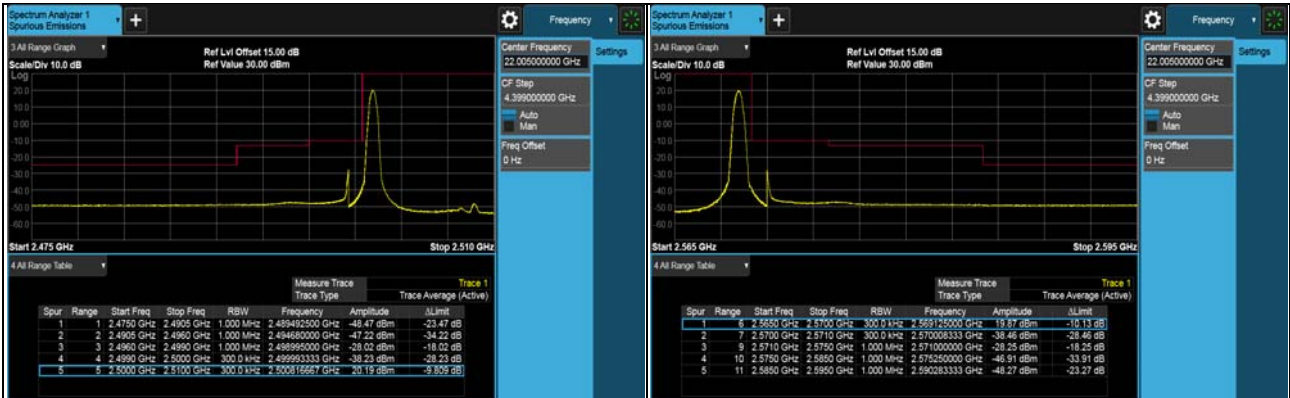 Spectrum Analyzer 1
Spurious Emissions
+
Frequency
3 All Range Graph
Ref Lvl Offset 15.00 dB
Scale/Div 10.0 dB
Ref Value 30.00 dBm
Log
20.0
10.0
0.00
-10.0
-20.0
-30.0
-40.0
-50.0
-60.0
Start 2.475 GHz
Stop 2.510 GHz
Center Frequency
22.005000000 GHz
Settings
CF Step
4.399000000 GHz
Auto
Man
Freq Offset
0 Hz
4 All Range Table
Measure Trace Trace 1
Trace Type Trace Average (Active)
Spur Range Start Freq Stop Freq RBW Frequency Amplitude ΔLimit
1 1 2.4750 GHz 2.4905 GHz 1.000 MHz 2.489492500 GHz -48.47 dBm -23.47 dB
2 2 2.4905 GHz 2.4960 GHz 1.000 MHz 2.494680000 GHz -47.22 dBm -34.22 dB
3 3 2.4960 GHz 2.4990 GHz 1.000 MHz 2.498995000 GHz -28.02 dBm -18.02 dB
4 4 2.4990 GHz 2.5000 GHz 300.0 kHz 2.499993333 GHz -38.23 dBm -28.23 dB
5 5 2.5000 GHz 2.5100 GHz 300.0 kHz 2.500816667 GHz 20.19 dBm -9.809 dB
Spectrum Analyzer 1
Spurious Emissions
+
Frequency
3 All Range Graph
Ref Lvl Offset 15.00 dB
Scale/Div 10.0 dB
Ref Value 30.00 dBm
Log
20.0
10.0
0.00
-10.0
-20.0
-30.0
-40.0
-50.0
-60.0
Start 2.565 GHz
Stop 2.595 GHz
Center Frequency
22.005000000 GHz
Settings
CF Step
4.399000000 GHz
Auto
Man
Freq Offset
0 Hz
4 All Range Table
Measure Trace Trace 1
Trace Type Trace Average (Active)
Spur Range Start Freq Stop Freq RBW Frequency Amplitude ΔLimit
1 6 2.5650 GHz 2.5700 GHz 300.0 kHz 2.569125000 GHz 19.87 dBm -10.13 dB
2 7 2.5700 GHz 2.5710 GHz 300.0 kHz 2.570008333 GHz -38.46 dBm -28.46 dB
3 9 2.5710 GHz 2.5750 GHz 1.000 MHz 2.571000000 GHz -28.25 dBm -18.25 dB
4 10 2.5750 GHz 2.5850 GHz 1.000 MHz 2.575250000 GHz -46.91 dBm -33.91 dB
5 11 2.5850 GHz 2.5950 GHz 1.000 MHz 2.590283333 GHz -48.27 dBm -23.27 dB